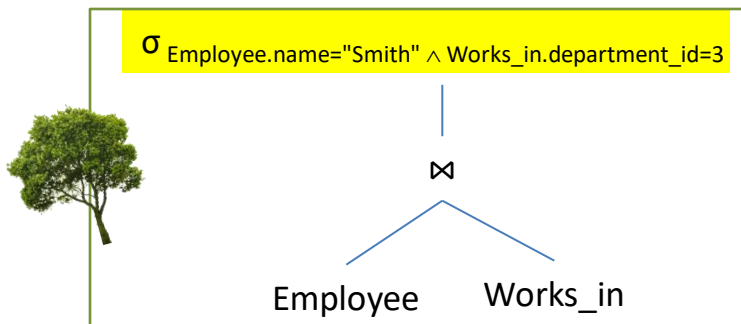 σ Employee.name="Smith" ∧ Works_in.department_id=3
⋈
Employee Works_in